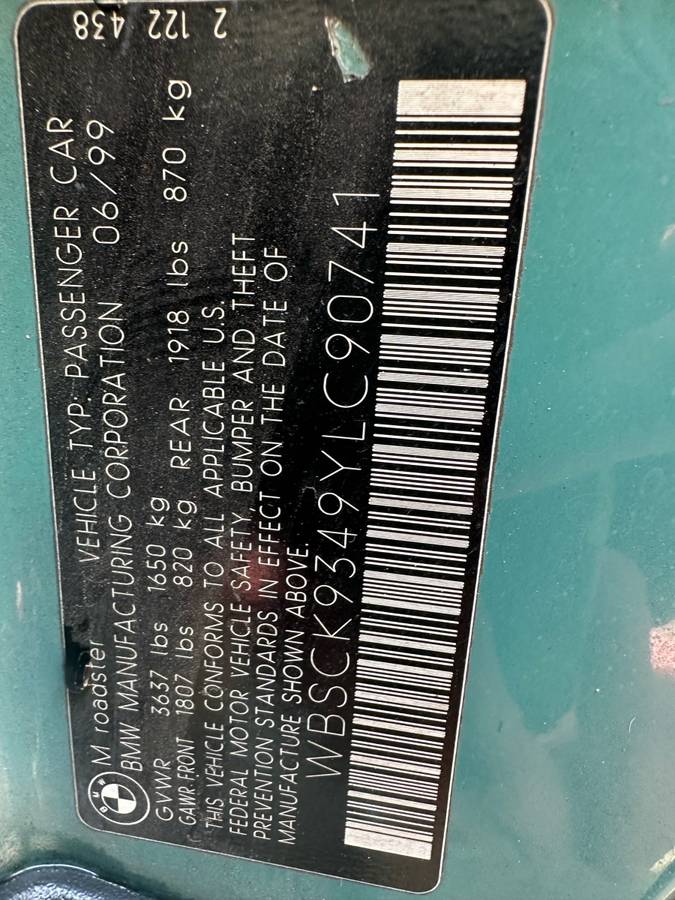 2 122 438
BMW
M roadster VEHICLE TYP: PASSENGER CAR
BMW MANUFACTURING CORPORATION 06/99
GVWR 3637 lbs 1650 kg
GAWR FRONT 1807 lbs 820 kg REAR 1918 lbs 870 kg
THIS VEHICLE CONFORMS TO ALL APPLICABLE U.S.
FEDERAL MOTOR VEHICLE SAFETY, BUMPER AND THEFT
PREVENTION STANDARDS IN EFFECT ON THE DATE OF
MANUFACTURE SHOWN ABOVE.
WBSCK9349YLC90741